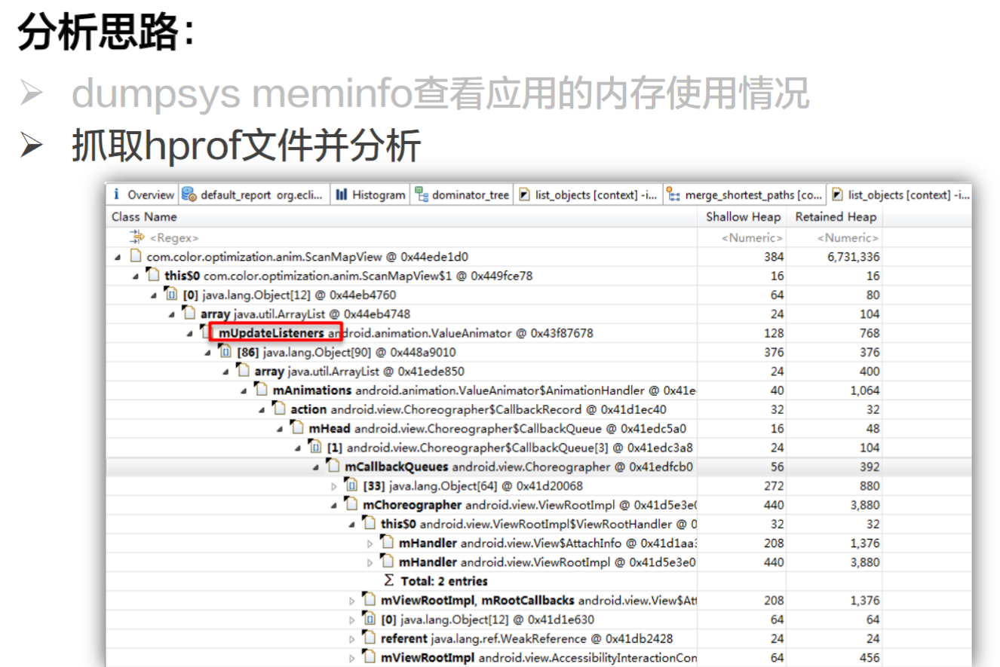 分析思路：
dumpsys meminfo查看应用的内存使用情况
抓取hprof文件并分析
i Overview default_report org.ecli... Histogram dominator_tree list_objects [context] -i... merge_shortest_paths [co... list_objects [context] -i...
Class Name Shallow Heap Retained Heap
<Regex> <Numeric> <Numeric>
com.color.optimization.anim.ScanMapView @ 0x44ede1d0 384 6,731,336
this$0 com.color.optimization.anim.ScanMapView$1 @ 0x449fce78 16 16
[0] java.lang.Object[12] @ 0x44eb4760 64 80
array java.util.ArrayList @ 0x44eb4748 24 104
mUpdateListeners android.animation.ValueAnimator @ 0x43f87678 128 768
[86] java.lang.Object[90] @ 0x448a9010 376 376
array java.util.ArrayList @ 0x41ede850 24 400
mAnimations android.animation.ValueAnimator$AnimationHandler @ 0x41e 40 1,064
action android.view.Choreographer$CallbackRecord @ 0x41d1ec40 32 32
mHead android.view.Choreographer$CallbackQueue @ 0x41edc5a0 16 48
[1] android.view.Choreographer$CallbackQueue[3] @ 0x41edc3a8 24 104
mCallbackQueues android.view.Choreographer @ 0x41edfcb0 56 392
[33] java.lang.Object[64] @ 0x41d20068 272 880
mChoreographer android.view.ViewRootImpl @ 0x41d5e3e0 440 3,880
this$0 android.view.ViewRootImpl$ViewRootHandler @ 0 32 32
mHandler android.view.View$AttachInfo @ 0x41d1aa3 208 1,376
mHandler android.view.ViewRootImpl @ 0x41d5e3e0 440 3,880
Σ Total: 2 entries
mViewRootImpl, mRootCallbacks android.view.View$Att 208 1,376
[0] java.lang.Object[12] @ 0x41d1e630 64 64
referent java.lang.ref.WeakReference @ 0x41db2428 24 24
mViewRootImpl android.view.AccessibilityInteractionCon 64 456